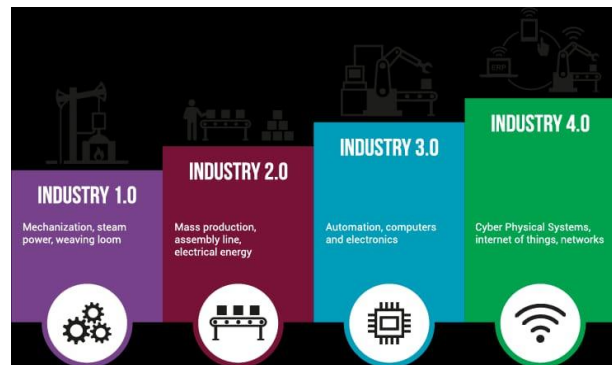 INDUSTRY 1.0
Mechanization, steam
power, weaving loom
INDUSTRY 2.0
Mass production,
assembly line,
electrical energy
INDUSTRY 3.0
Automation, computers
and electronics
INDUSTRY 4.0
Cyber Physical Systems,
internet of things, networks
ERP